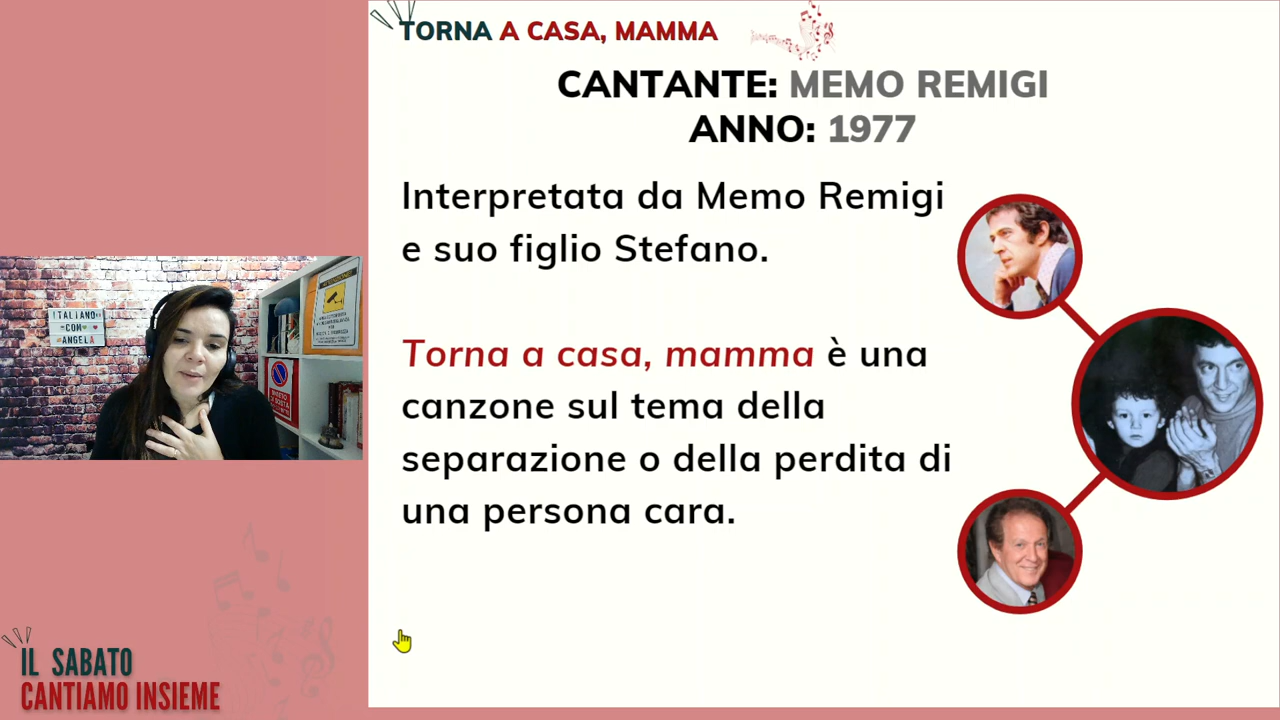 TORNA A CASA, MAMMA
CANTANTE: MEMO REMIGI
ANNO: 1977
Interpretata da Memo Remigi
e suo figlio Stefano.
Torna a casa, mamma è una
canzone sul tema della
separazione o della perdita di
una persona cara.
ITALIANO
COM
ANGELA
IL SABATO
CANTIAMO INSIEME